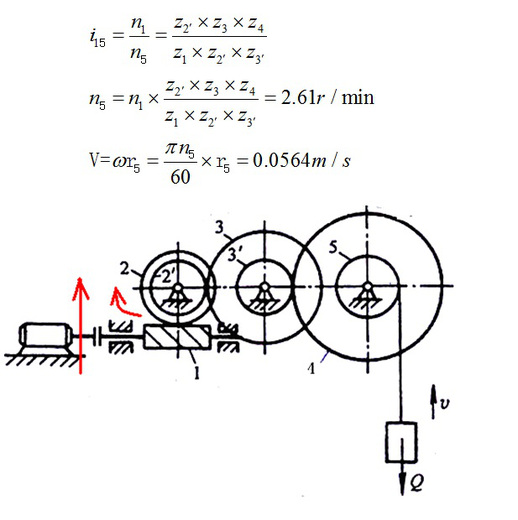 i₁₅ = n₁/n₅ = (z₂′ × z₃ × z₄)/(z₁ × z₂′ × z₃′)
n₅ = n₁ × (z₂′ × z₃ × z₄)/(z₁ × z₂′ × z₃′) = 2.61r / min
V=ωr₅ = (πn₅/60) × r₅ = 0.0564m / s
3
2
2′
3′
5
1
4
υ
Q